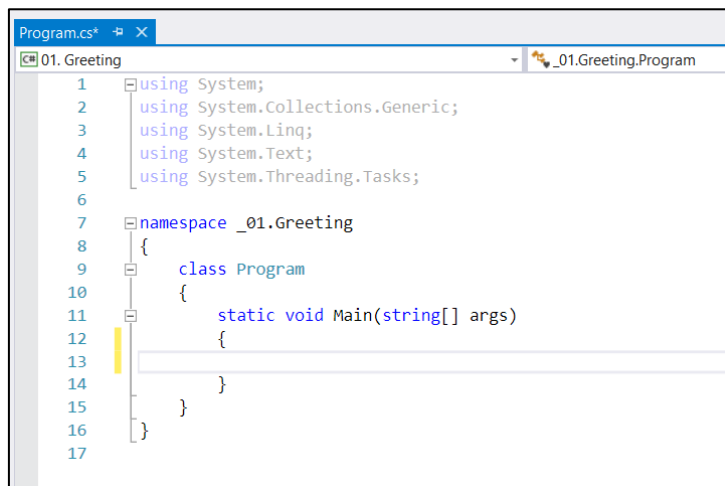 Program.cs*
C# 01. Greeting _01.Greeting.Program
1 using System;
2 using System.Collections.Generic;
3 using System.Linq;
4 using System.Text;
5 using System.Threading.Tasks;
6
7 namespace _01.Greeting
8 {
9 class Program
10 {
11 static void Main(string[] args)
12 {
13
14 }
15 }
16 }
17